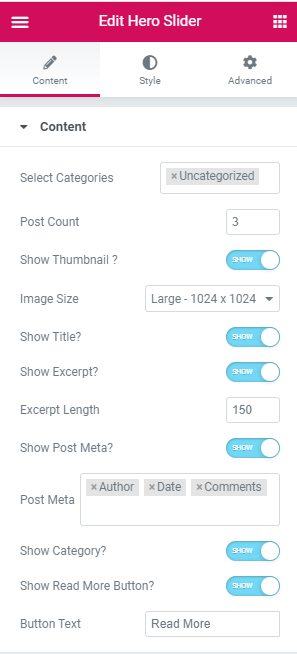 Edit Hero Slider
Content Style Advanced
Content
Select Categories ×Uncategorized
Post Count 3
Show Thumbnail ? SHOW
Image Size Large - 1024 x 1024
Show Title? SHOW
Show Excerpt? SHOW
Excerpt Length 150
Show Post Meta? SHOW
Post Meta ×Author ×Date ×Comments
Show Category? SHOW
Show Read More Button? SHOW
Button Text Read More